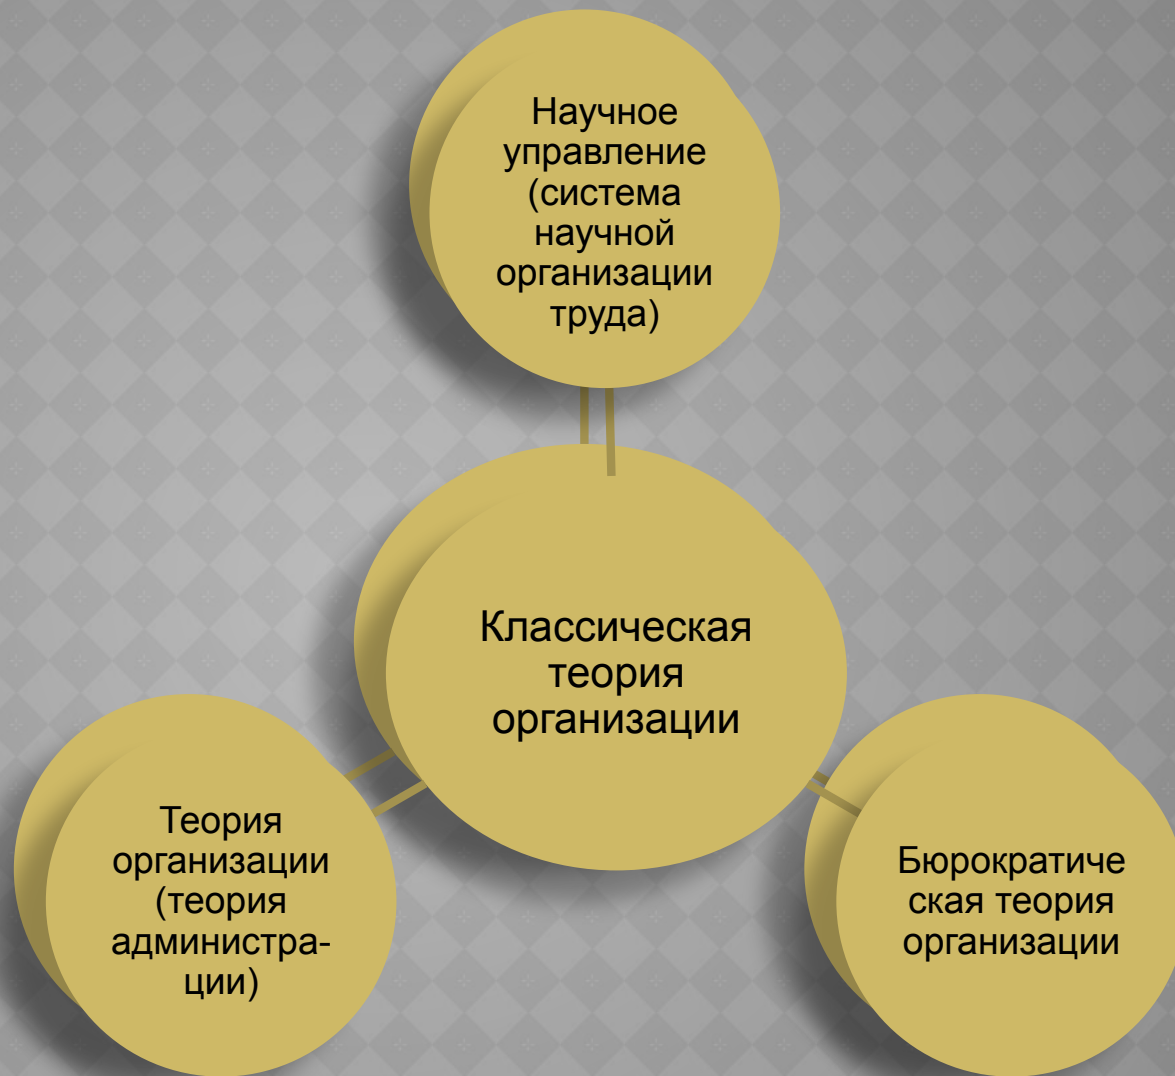 Научное
управление
(система
научной
организации
труда)
Классическая
теория
организации
Теория
организации
(теория
администра-
ции)
Бюрократиче
ская теория
организации